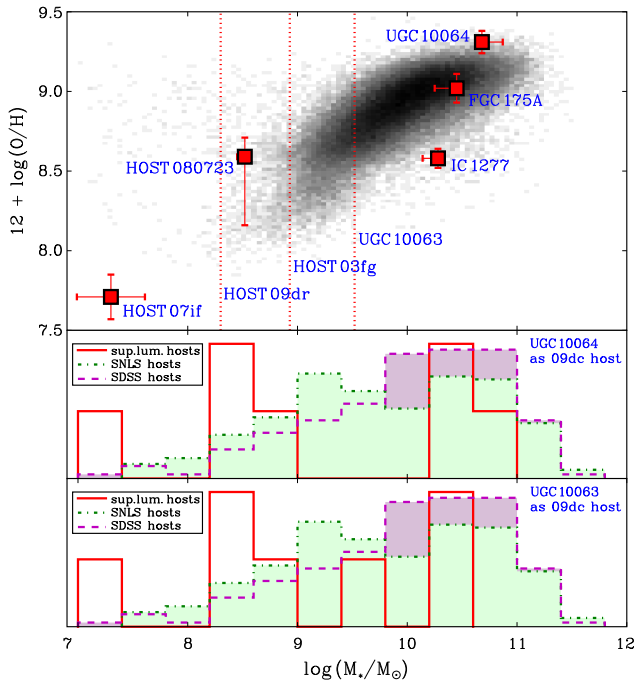 9.5
9.0
8.5
8.0
7.5
12 + log(O/H)
UGC 10064
FGC 175A
HOST 080723
IC 1277
UGC 10063
HOST 03fg
HOST 09dr
HOST 07if
sup.lum. hosts
SNLS hosts
SDSS hosts
UGC 10064
as 09dc host
sup.lum. hosts
SNLS hosts
SDSS hosts
UGC 10063
as 09dc host
7 8 9 10 11 12
log(M*/M⊙)